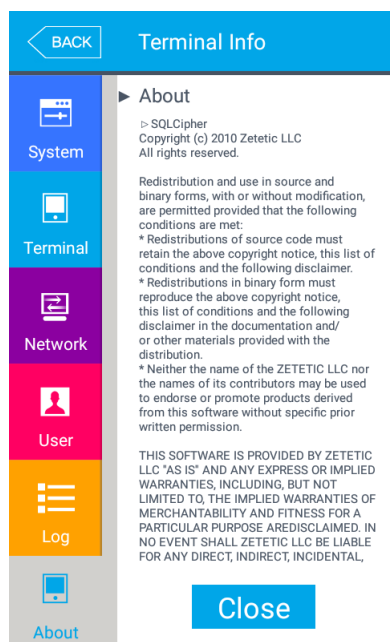 BACK
Terminal Info
System
Terminal
Network
User
Log
About
► About
▷ SQLCipher
Copyright (c) 2010 Zetetic LLC
All rights reserved.
Redistribution and use in source and
binary forms, with or without modification,
are permitted provided that the following
conditions are met:
* Redistributions of source code must
retain the above copyright notice, this list of
conditions and the following disclaimer.
* Redistributions in binary form must
reproduce the above copyright notice,
this list of conditions and the following
disclaimer in the documentation and/
or other materials provided with the
distribution.
* Neither the name of the ZETETIC LLC nor
the names of its contributors may be used
to endorse or promote products derived
from this software without specific prior
written permission.
THIS SOFTWARE IS PROVIDED BY ZETETIC
LLC "AS IS" AND ANY EXPRESS OR IMPLIED
WARRANTIES, INCLUDING, BUT NOT
LIMITED TO, THE IMPLIED WARRANTIES OF
MERCHANTABILITY AND FITNESS FOR A
PARTICULAR PURPOSE AREDISCLAIMED. IN
NO EVENT SHALL ZETETIC LLC BE LIABLE
FOR ANY DIRECT, INDIRECT, INCIDENTAL,
Close